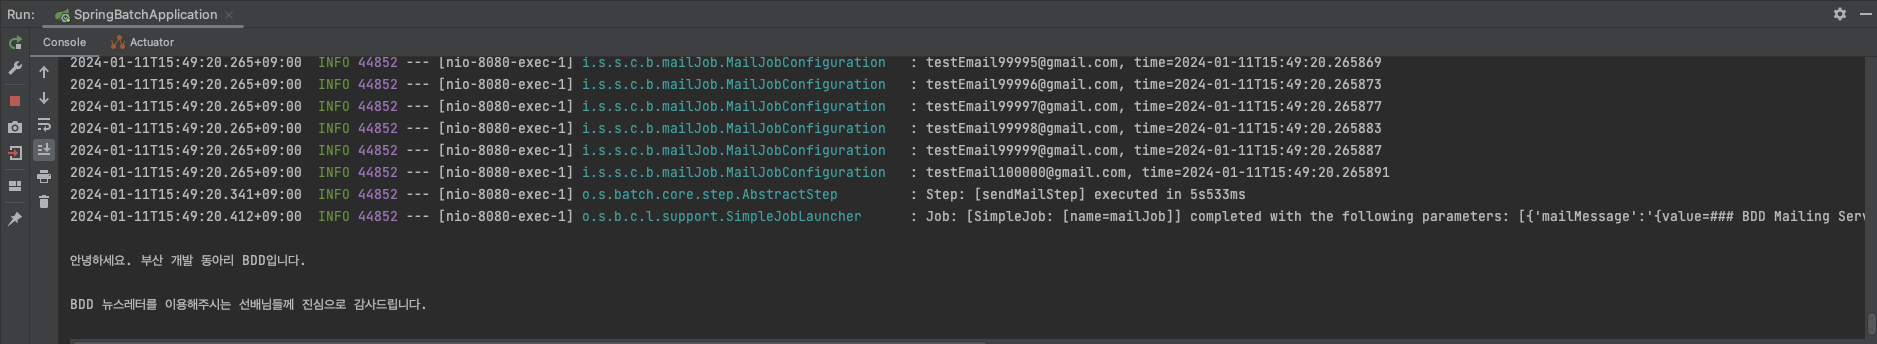 Run: SpringBatchApplication
Console Actuator
2024-01-11T15:49:20.265+09:00 INFO 44852 --- [nio-8080-exec-1] i.s.s.c.b.mailJob.MailJobConfiguration : testEmail99995@gmail.com, time=2024-01-11T15:49:20.265869
2024-01-11T15:49:20.265+09:00 INFO 44852 --- [nio-8080-exec-1] i.s.s.c.b.mailJob.MailJobConfiguration : testEmail99996@gmail.com, time=2024-01-11T15:49:20.265873
2024-01-11T15:49:20.265+09:00 INFO 44852 --- [nio-8080-exec-1] i.s.s.c.b.mailJob.MailJobConfiguration : testEmail99997@gmail.com, time=2024-01-11T15:49:20.265877
2024-01-11T15:49:20.265+09:00 INFO 44852 --- [nio-8080-exec-1] i.s.s.c.b.mailJob.MailJobConfiguration : testEmail99998@gmail.com, time=2024-01-11T15:49:20.265883
2024-01-11T15:49:20.265+09:00 INFO 44852 --- [nio-8080-exec-1] i.s.s.c.b.mailJob.MailJobConfiguration : testEmail99999@gmail.com, time=2024-01-11T15:49:20.265887
2024-01-11T15:49:20.265+09:00 INFO 44852 --- [nio-8080-exec-1] i.s.s.c.b.mailJob.MailJobConfiguration : testEmail100000@gmail.com, time=2024-01-11T15:49:20.265891
2024-01-11T15:49:20.341+09:00 INFO 44852 --- [nio-8080-exec-1] o.s.batch.core.step.AbstractStep : Step: [sendMailStep] executed in 5s533ms
2024-01-11T15:49:20.412+09:00 INFO 44852 --- [nio-8080-exec-1] o.s.b.c.l.support.SimpleJobLauncher : Job: [SimpleJob: [name=mailJob]] completed with the following parameters: [{'mailMessage':'{value=### BDD Mailing Serv
안녕하세요. 부산 개발 동아리 BDD입니다.
BDD 뉴스레터를 이용해주시는 선배님들께 진심으로 감사드립니다.